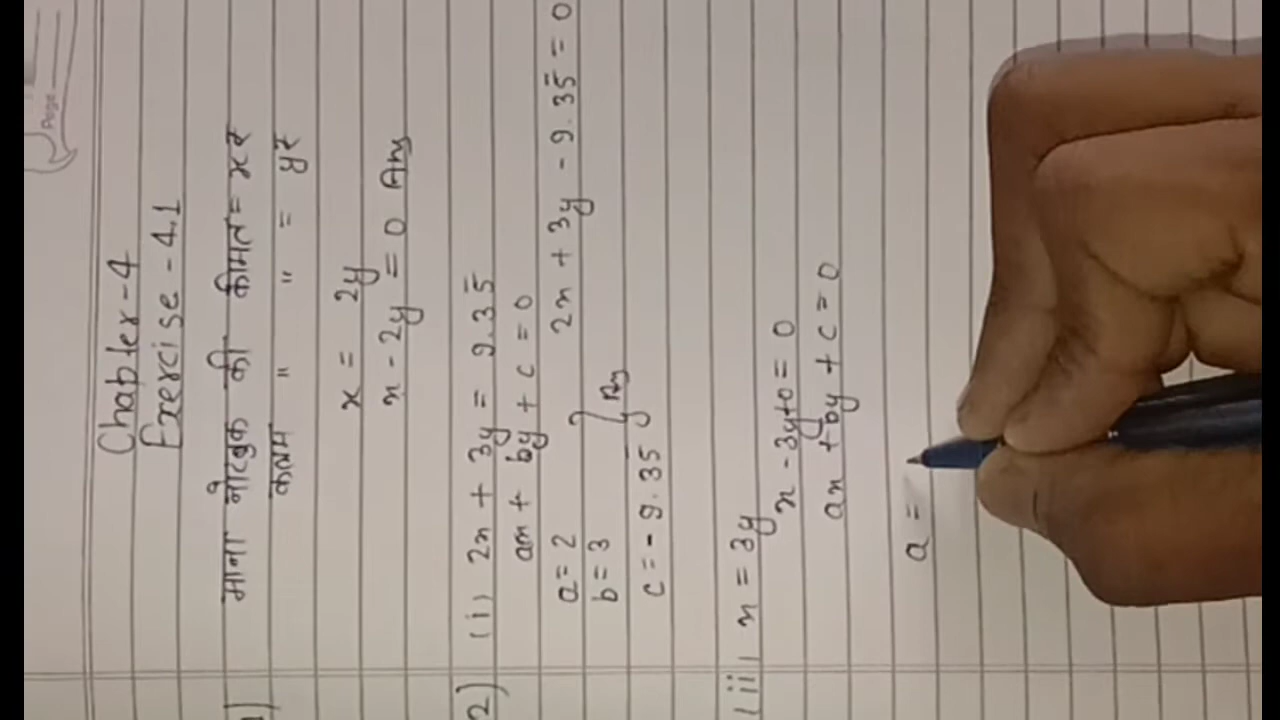 Page
Chapter-4
Exercise - 4.1
1) माना नोटबुक की कीमत = x रु
कलम " " = y रु
x = 2y
x - 2y = 0 Ans
2) (i) 2x + 3y = 9.35
ax + by + c = 0
2x + 3y - 9.35 = 0
a = 2
b = 3
c = - 9.35 } Ans
(ii) x = 3y
x - 3y + 0 = 0
ax + by + c = 0
a =